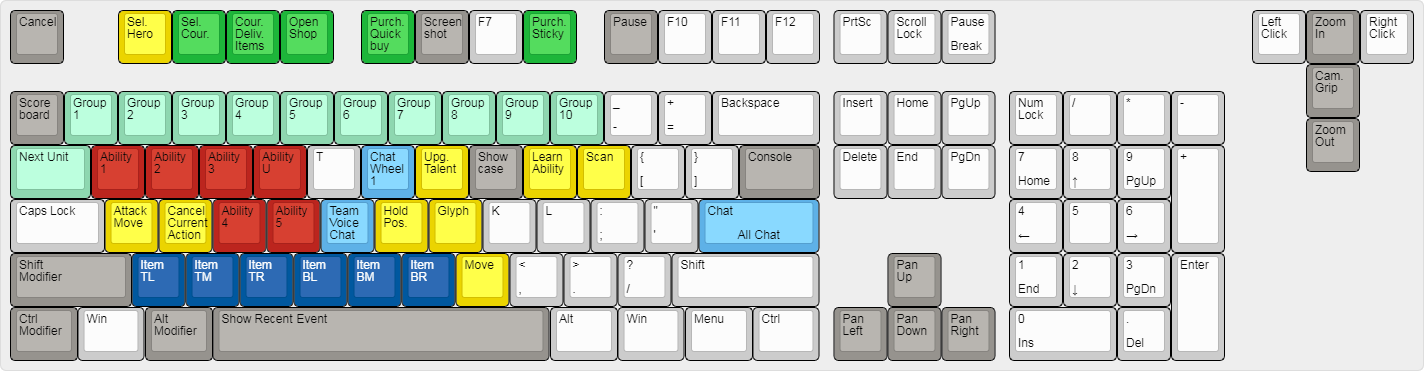 Cancel
Sel.
Hero
Sel.
Cour.
Cour.
Deliv.
Items
Open
Shop
Purch.
Quick
buy
Screen
shot
F7
Purch.
Sticky
Pause
F10
F11
F12
PrtSc
Scroll
Lock
Pause
Break
Left
Click
Zoom
In
Right
Click
Cam.
Grip
Zoom
Out
Score
board
Group
1
Group
2
Group
3
Group
4
Group
5
Group
6
Group
7
Group
8
Group
9
Group
10
_
-
+
=
Backspace
Insert
Home
PgUp
Num
Lock
/
*
-
Next Unit
Ability
1
Ability
2
Ability
3
Ability
U
T
Chat
Wheel
1
Upg.
Talent
Show
case
Learn
Ability
Scan
{
[
}
]
Console
Delete
End
PgDn
7
Home
8
↑
9
PgUp
+
Caps Lock
Attack
Move
Cancel
Current
Action
Ability
4
Ability
5
Team
Voice
Chat
Hold
Pos.
Glyph
K
L
:
;
"
'
Chat
All Chat
4
←
5
6
→
Shift
Modifier
Item
TL
Item
TM
Item
TR
Item
BL
Item
BM
Item
BR
Move
<
,
>
.
?
/
Shift
Pan
Up
1
End
2
↓
3
PgDn
Enter
Ctrl
Modifier
Win
Alt
Modifier
Show Recent Event
Alt
Win
Menu
Ctrl
Pan
Left
Pan
Down
Pan
Right
0
Ins
.
Del